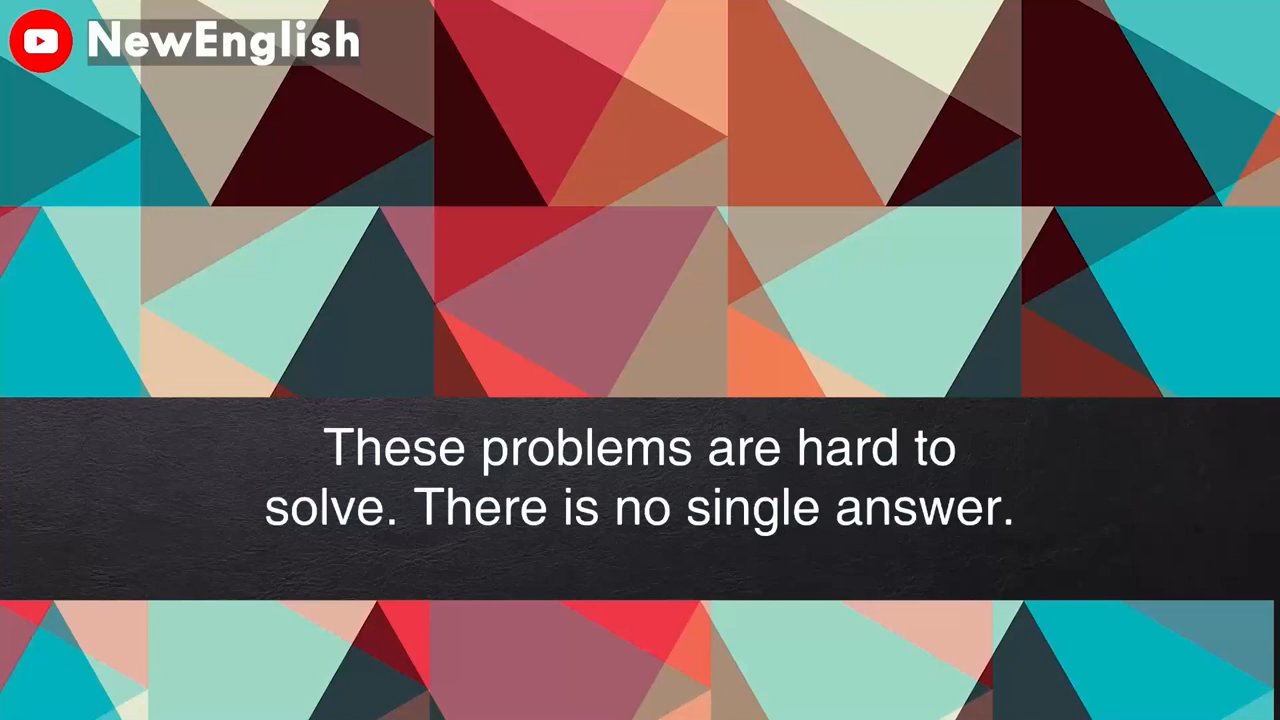 NewEnglish
These problems are hard to
solve. There is no single answer.